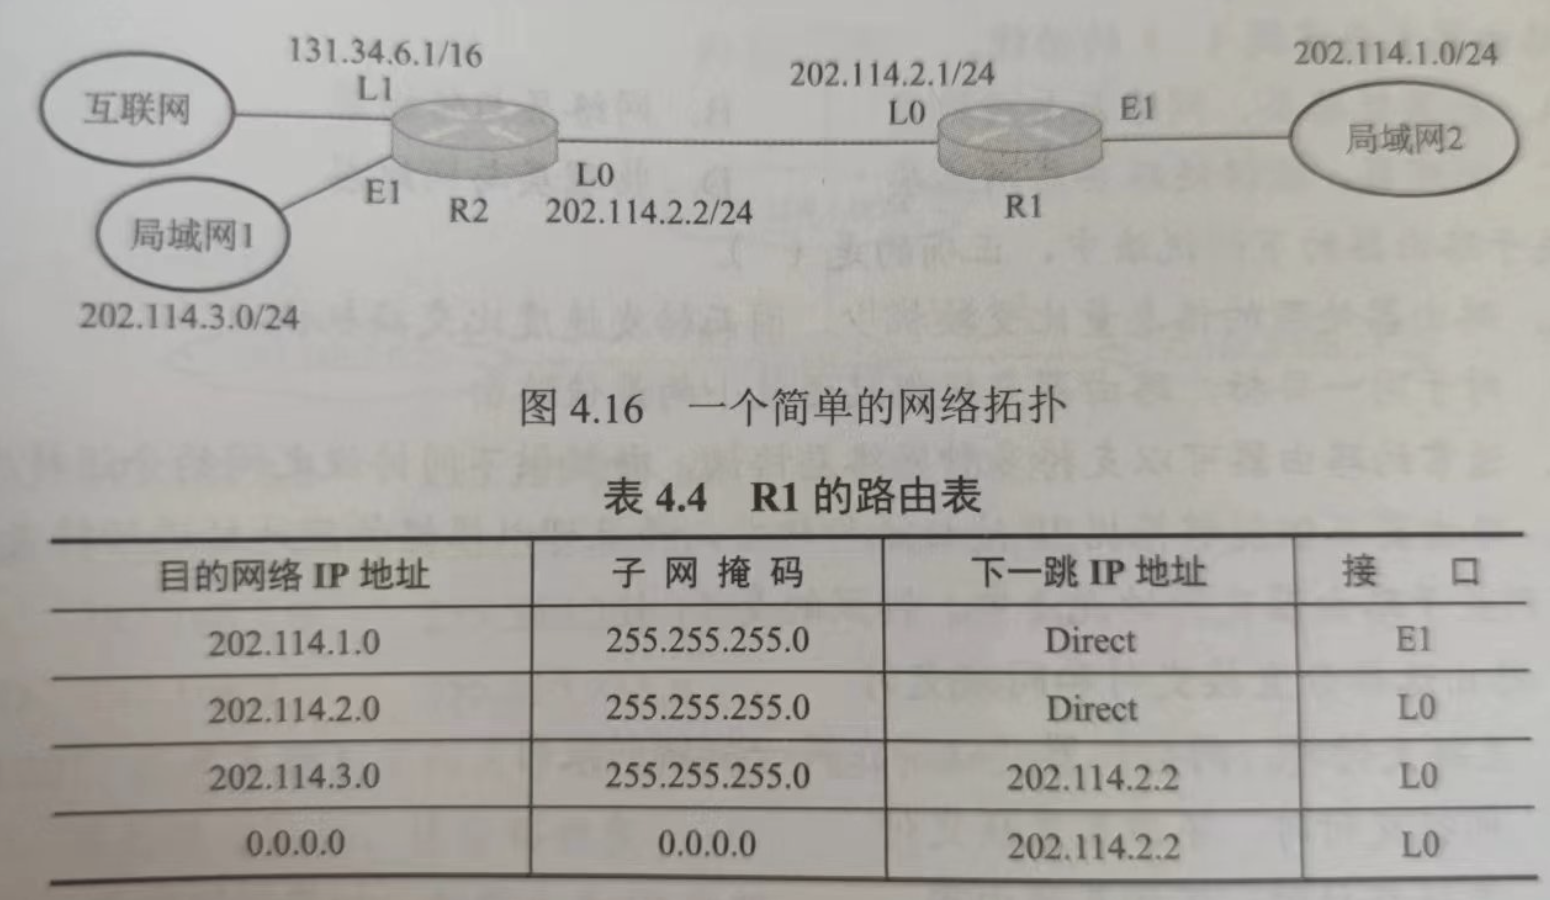 131.34.6.1/16
202.114.2.1/24
202.114.1.0/24
互联网
L1
L0
E1
局域网2
E1
R2
L0
202.114.2.2/24
R1
局域网1
202.114.3.0/24
图 4.16 一个简单的网络拓扑
表 4.4 R1 的路由表
目的网络 IP 地址 子网掩码 下一跳 IP 地址 接口
202.114.1.0 255.255.255.0 Direct E1
202.114.2.0 255.255.255.0 Direct L0
202.114.3.0 255.255.255.0 202.114.2.2 L0
0.0.0.0 0.0.0.0 202.114.2.2 L0